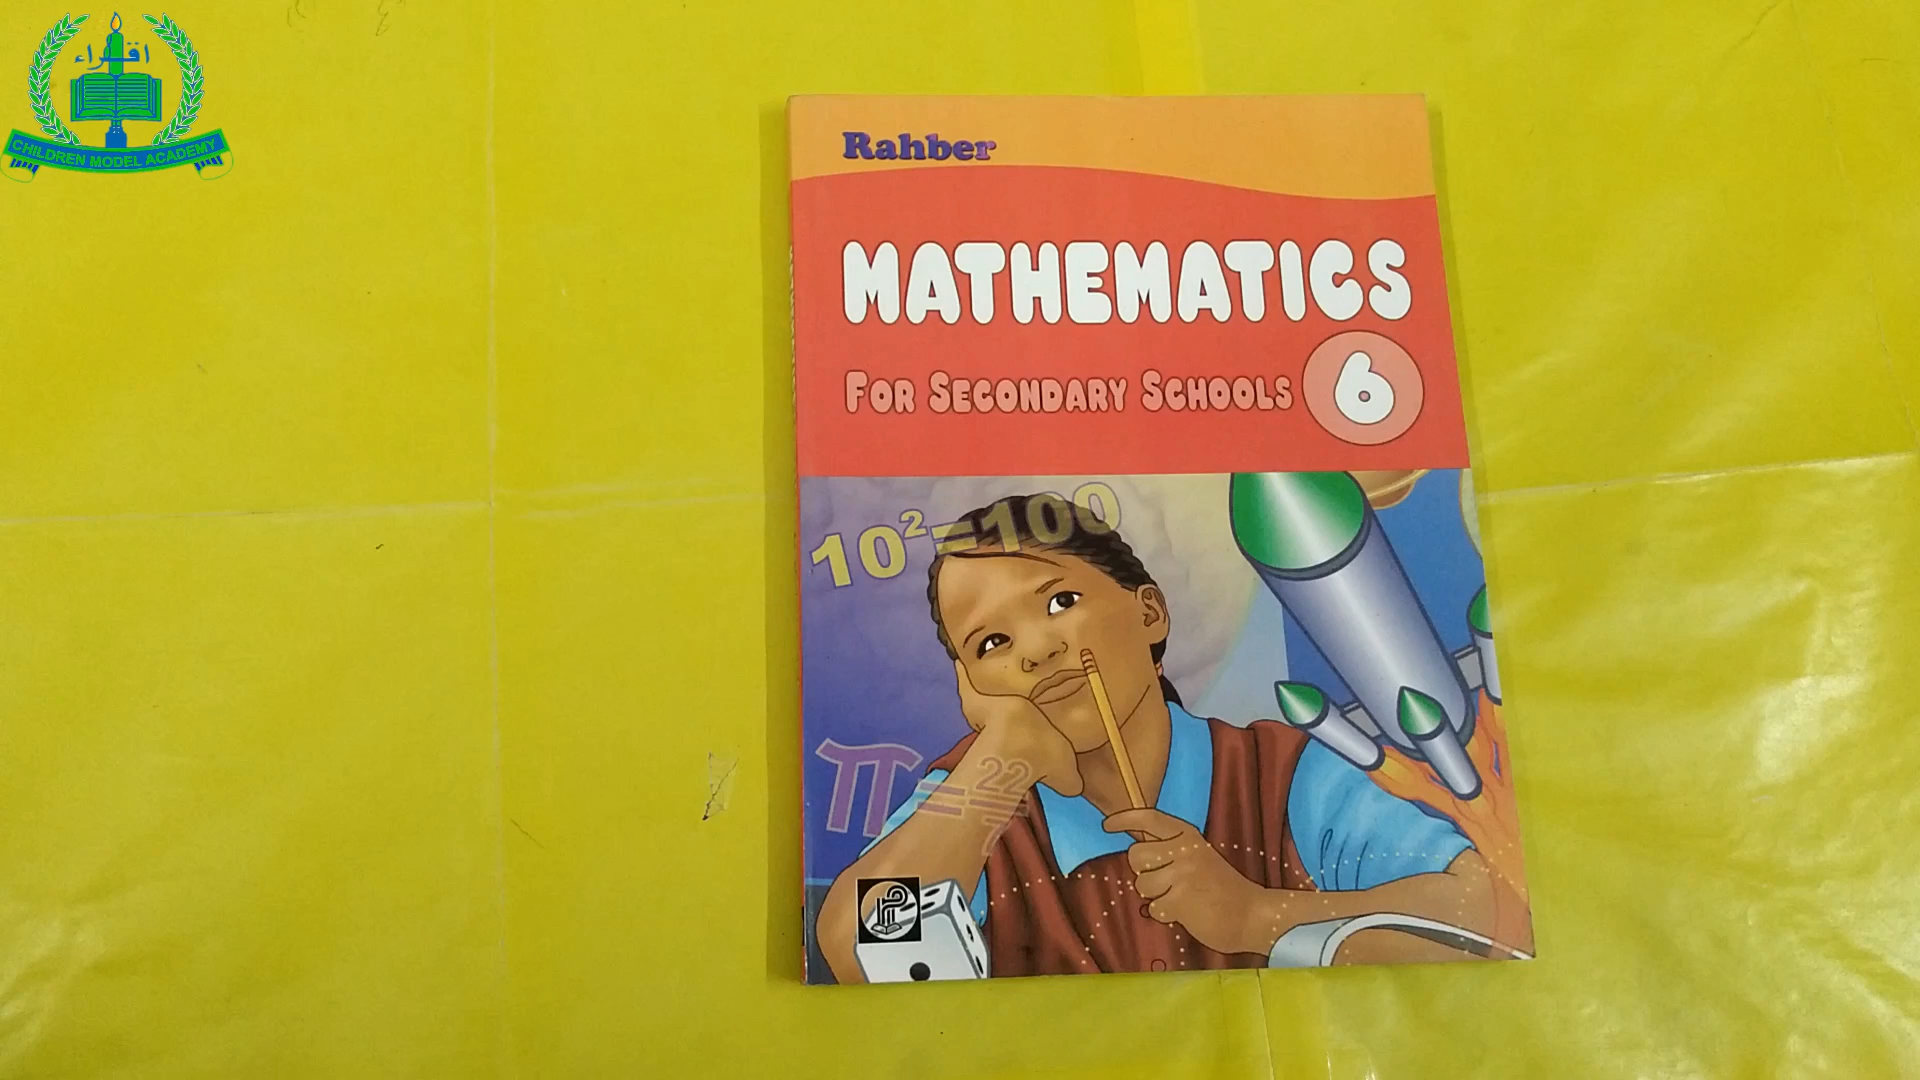 اقراء
CHILDREN MODEL ACADEMY
Rahber
MATHEMATICS
FOR SECONDARY SCHOOLS 6
10²=100
π=22